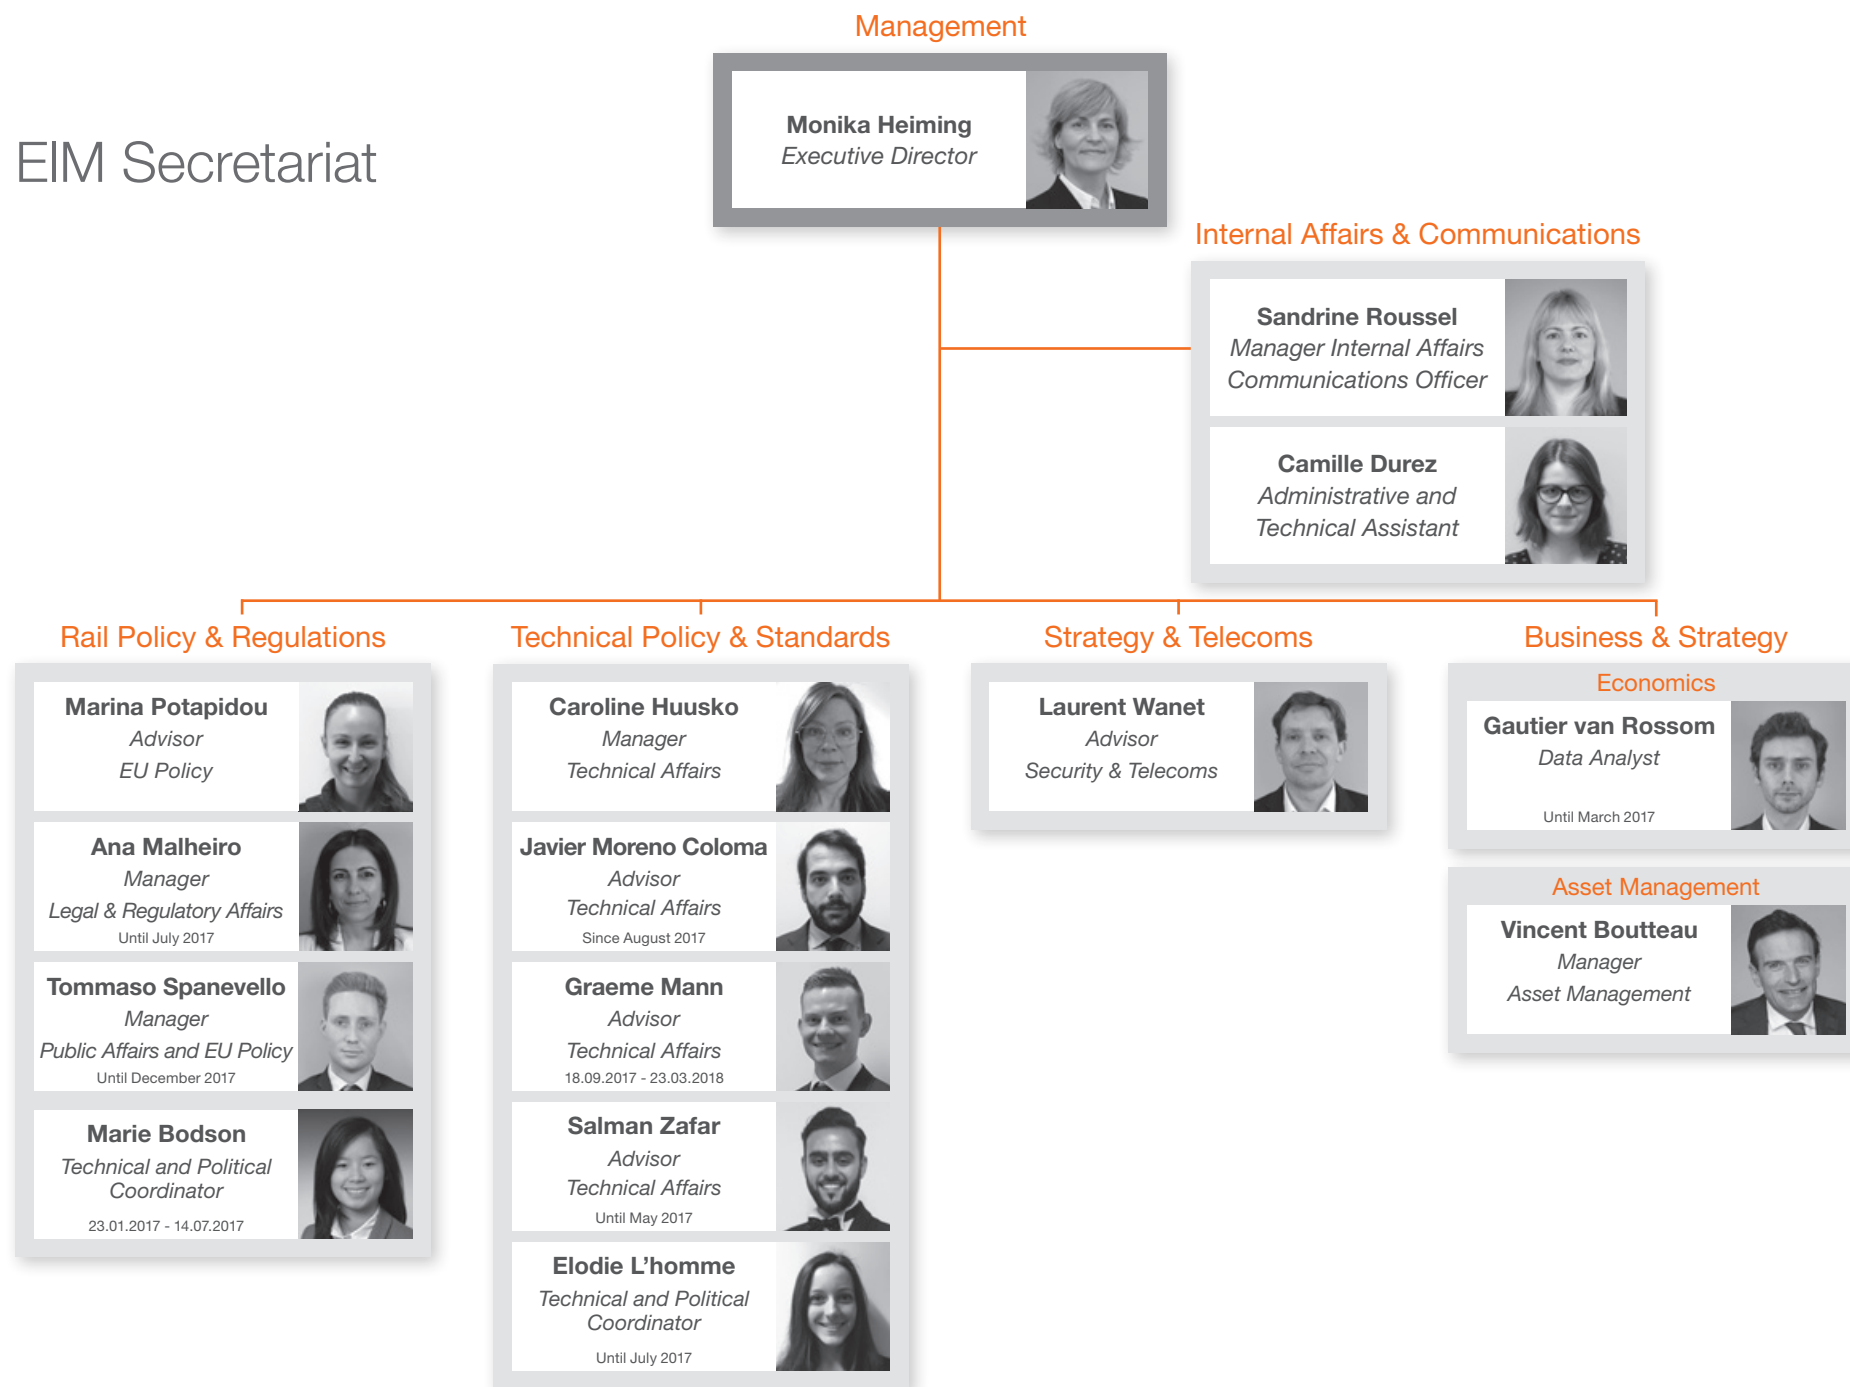 Management
Monika Heiming
Executive Director
EIM Secretariat
Internal Affairs & Communications
Sandrine Roussel
Manager Internal Affairs
Communications Officer
Camille Durez
Administrative and
Technical Assistant
Rail Policy & Regulations
Marina Potapidou
Advisor
EU Policy
Ana Malheiro
Manager
Legal & Regulatory Affairs
Until July 2017
Tommaso Spanevello
Manager
Public Affairs and EU Policy
Until December 2017
Marie Bodson
Technical and Political
Coordinator
23.01.2017 - 14.07.2017
Technical Policy & Standards
Caroline Huusko
Manager
Technical Affairs
Javier Moreno Coloma
Advisor
Technical Affairs
Since August 2017
Graeme Mann
Advisor
Technical Affairs
18.09.2017 - 23.03.2018
Salman Zafar
Advisor
Technical Affairs
Until May 2017
Elodie L’homme
Technical and Political
Coordinator
Until July 2017
Strategy & Telecoms
Laurent Wanet
Advisor
Security & Telecoms
Business & Strategy
Economics
Gautier van Rossom
Data Analyst
Until March 2017
Asset Management
Vincent Boutteau
Manager
Asset Management